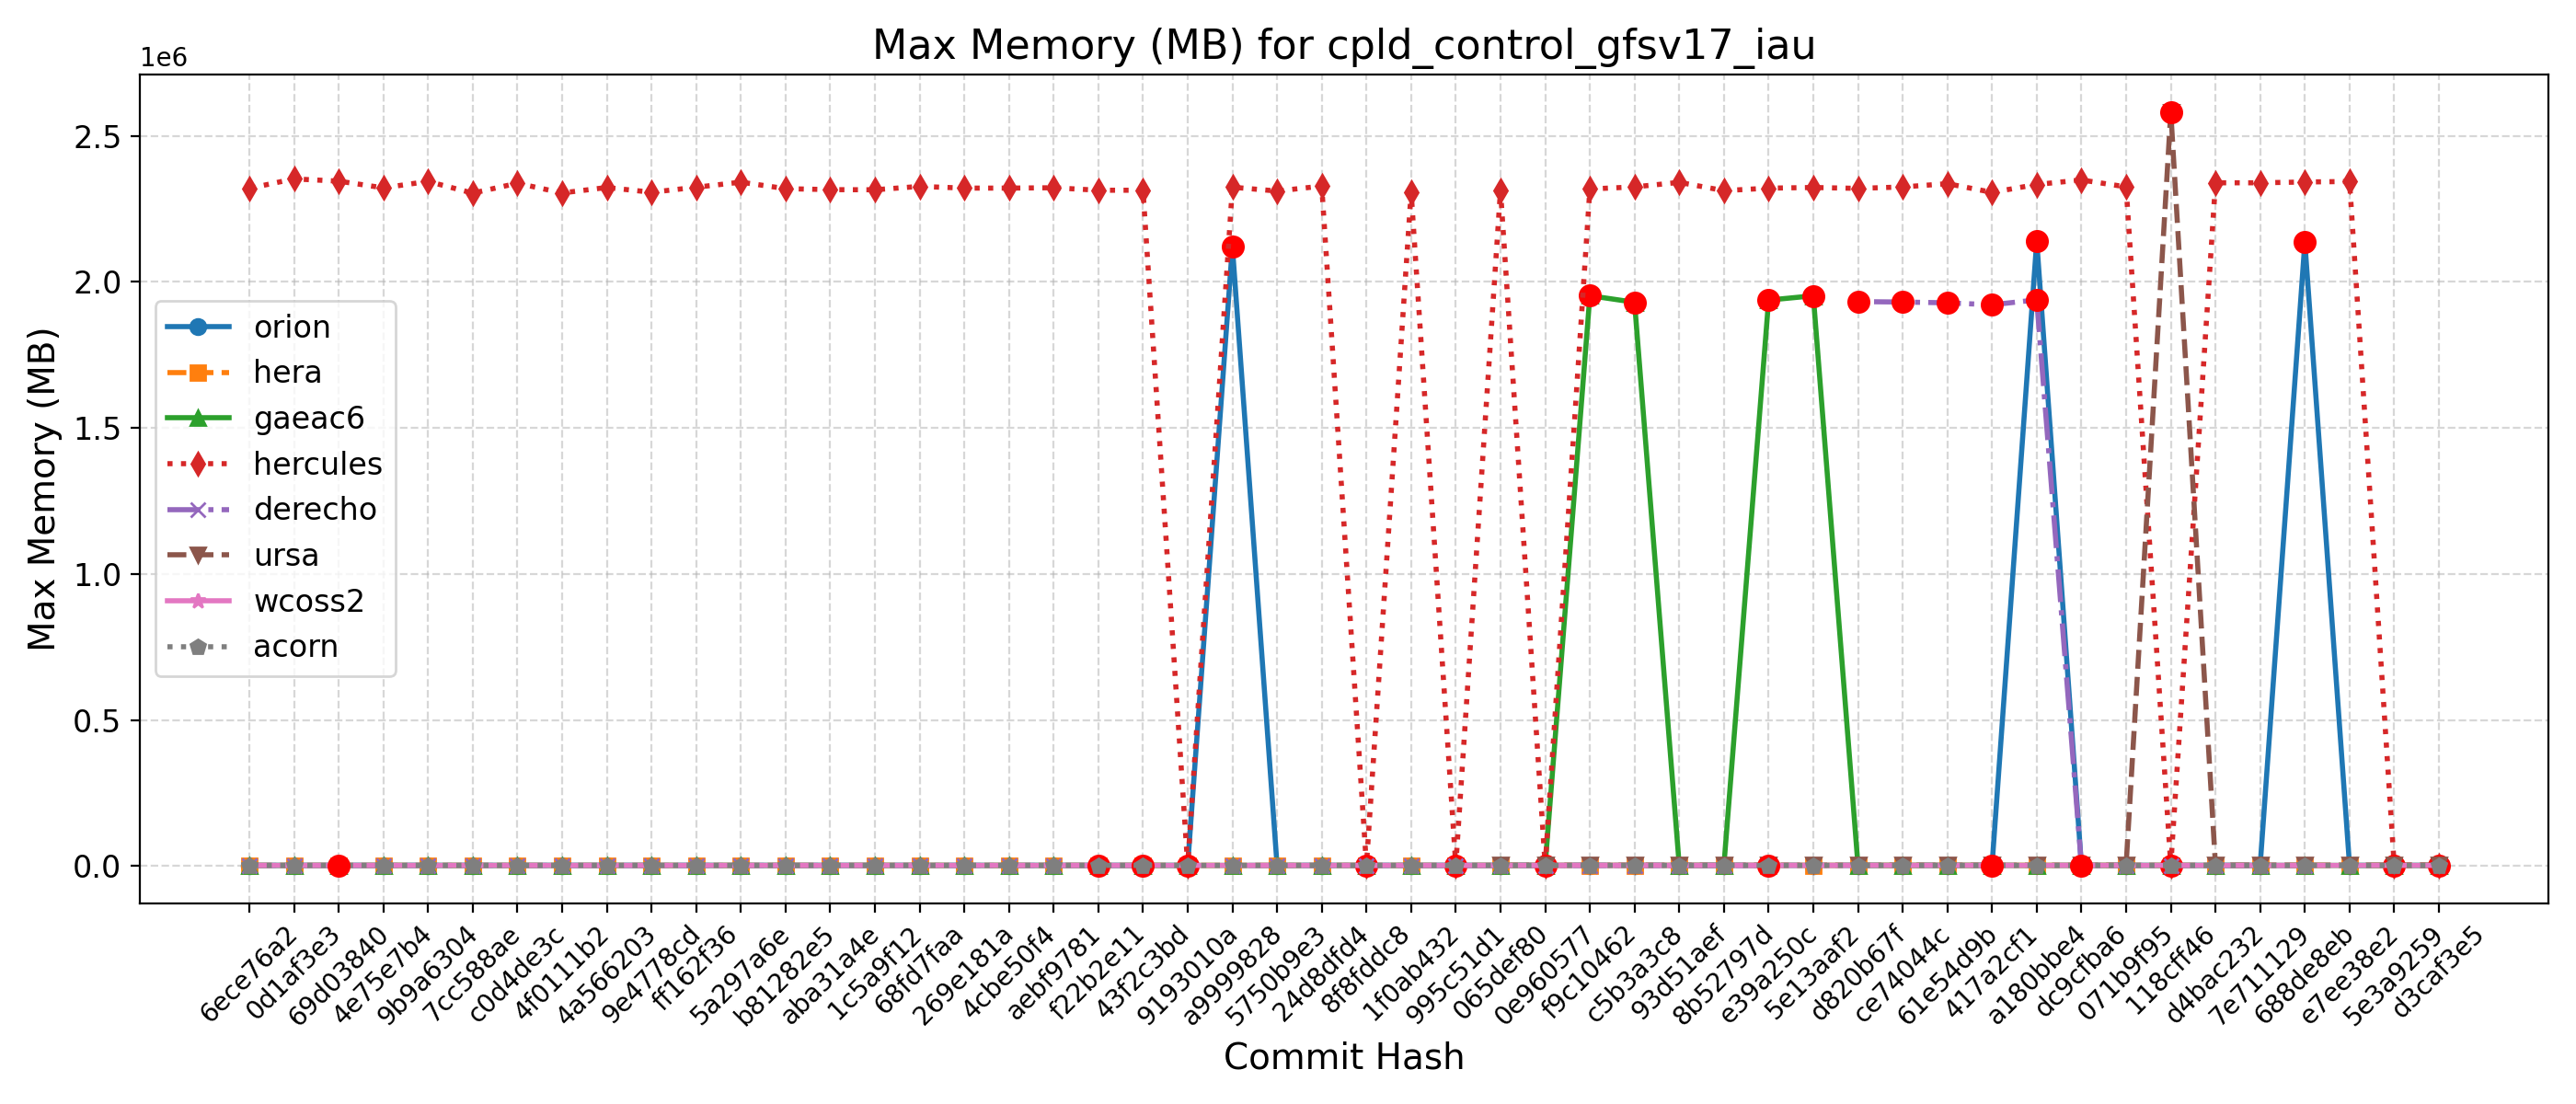 Max Memory (MB) for cpld_control_gfsv17_iau
1e6
Max Memory (MB)
2.5
2.0
1.5
1.0
0.5
0.0
orion
hera
gaeac6
hercules
derecho
ursa
wcoss2
acorn
6ece76a2
0d1af3e3
69d03840
4e75e7b4
9b9a6304
7cc588ae
c0d4de3c
4f0111b2
4a566203
9e4778cd
ff162f36
5a297a6e
b81282e5
aba31a4e
1c5a9f12
68fd7faa
269e181a
4cbe50f4
aebf9781
f22b2e11
43f2c3bd
9193010a
a9999828
5750b9e3
24d8dfd4
8f8fddc8
1f0ab432
995c51d1
065def80
0e960577
f9c10462
c5b3a3c8
93d51aef
8b52797d
e39a250c
5e13aaf2
d820b67f
ce74044c
61e54d9b
417a2cf1
a180bbe4
dc9cfba6
071b9f95
118cff46
d4bac232
7e711129
688de8eb
e7ee38e2
5e3a9259
d3caf3e5
Commit Hash